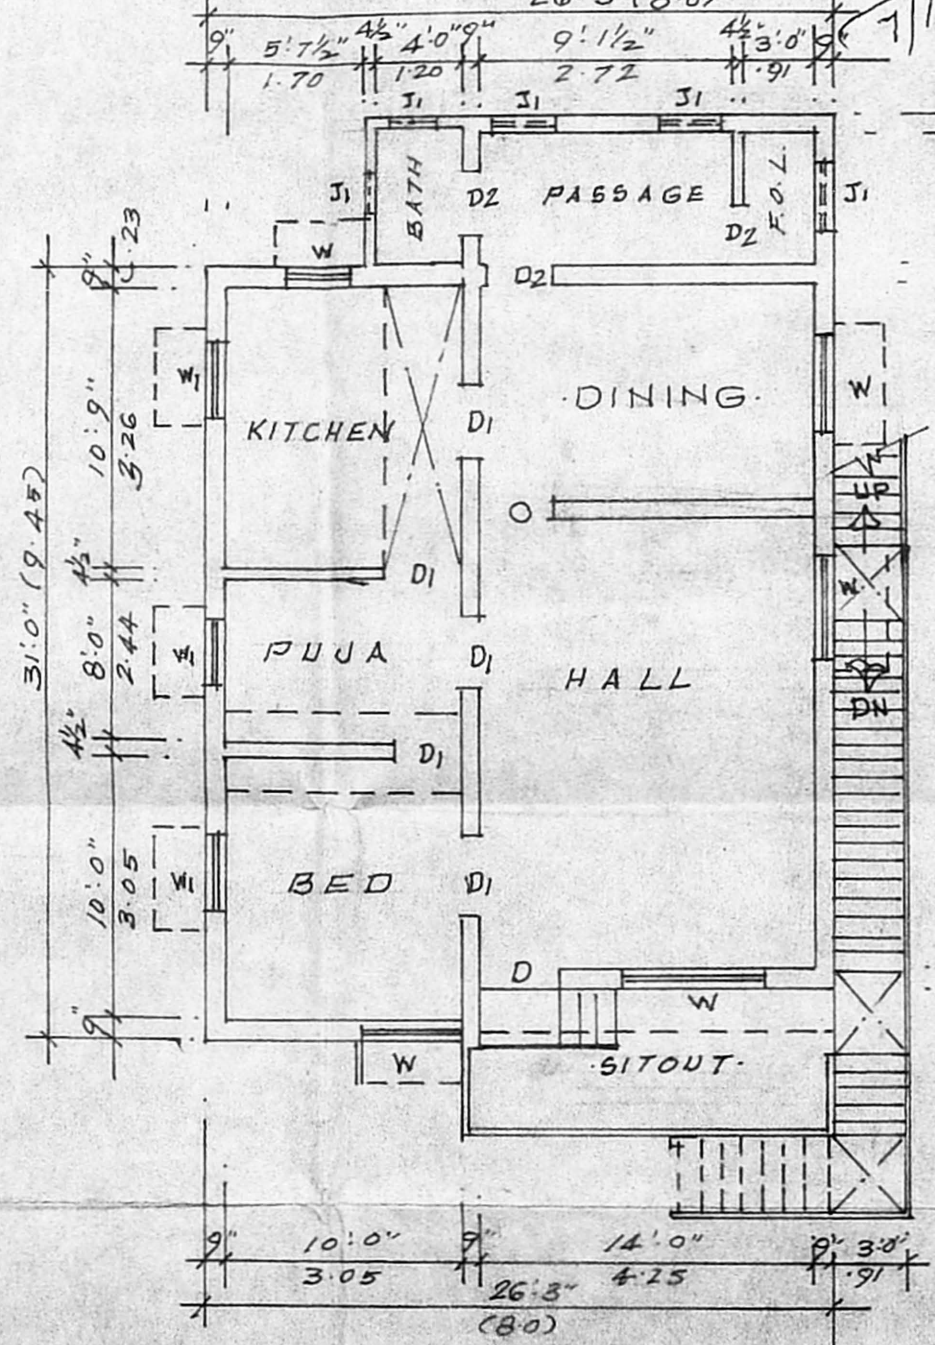 9" 5'·7½" 4½" 4'·0" 9" 9'·1½" 4½" 3'·0" 9"
1.70 1.20 2.72 .91
J1 J1 J1
J1 BATH D2 PASSAGE D2 F.O.L. J1
W D2
9" .23
W1 KITCHEN D1 DINING W
10'·9" 3.26
31'·0" (9.45)
O UP
4½" D1 W
8'·0" 2.44 W1 PUJA D1 HALL
DN
4½" D1
10'·0" 3.05 W1 BED D1
D W
9" W SITOUT
9" 10'·0" 9" 14'·0" 9" 3'·0"
3.05 4.25 .91
26'·3"
(8.0)